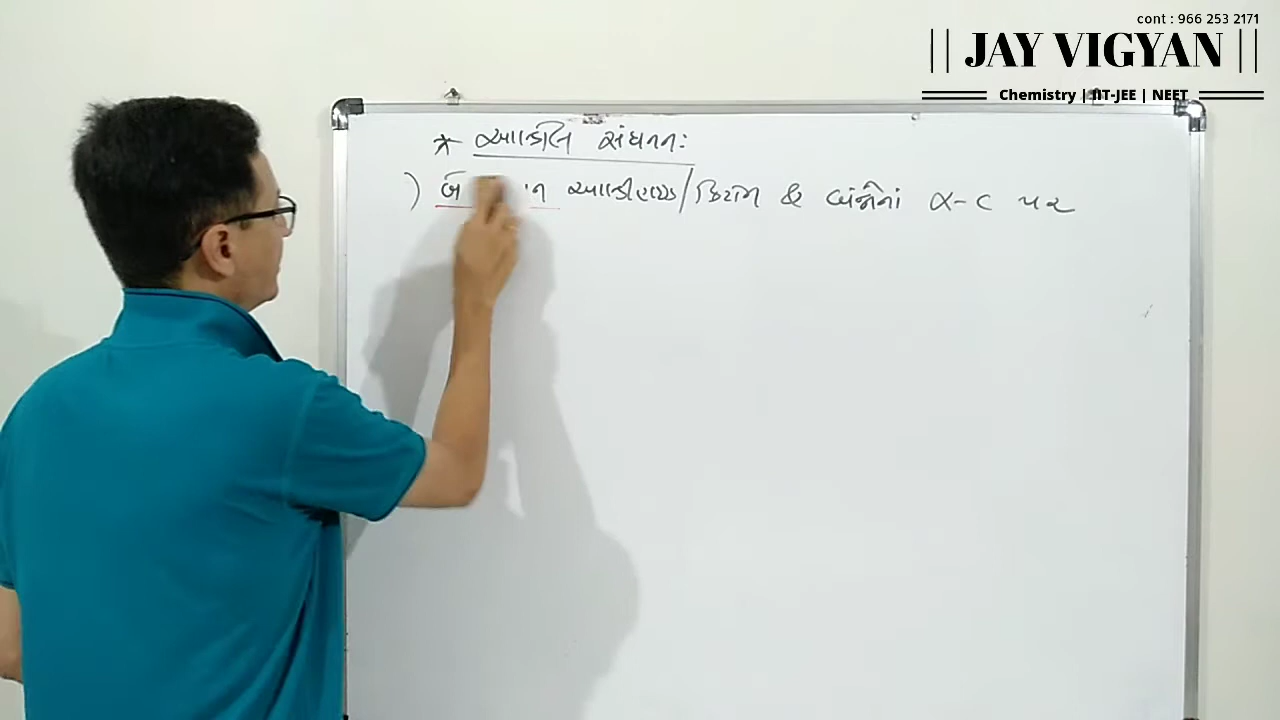 cont : 966 253 2171
|| JAY VIGYAN ||
Chemistry | IIT-JEE | NEET
* આલ્ડોલ સંઘનન:
) બે આલ્ડીહાઇડ/કિટોન કે બંનેનાં α-C પર